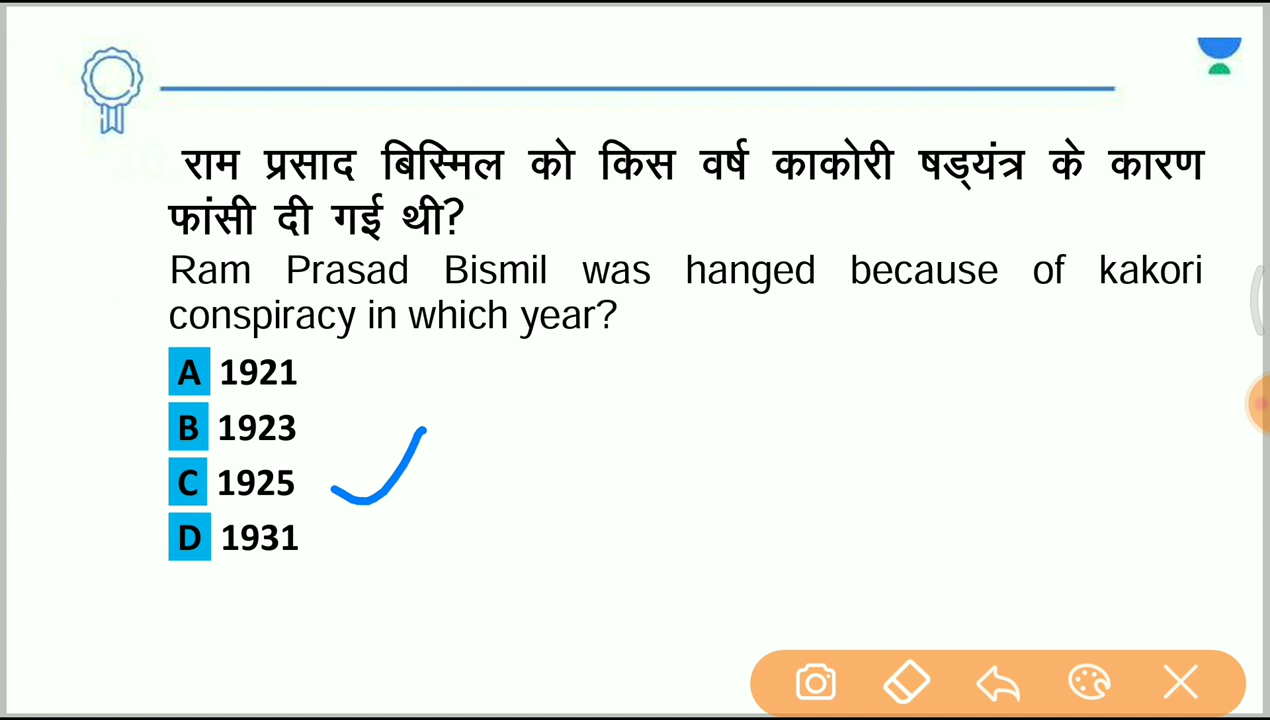 राम प्रसाद बिस्मिल को किस वर्ष काकोरी षड्यंत्र के कारण
फांसी दी गई थी?
Ram Prasad Bismil was hanged because of kakori
conspiracy in which year?
A 1921
B 1923
C 1925
D 1931